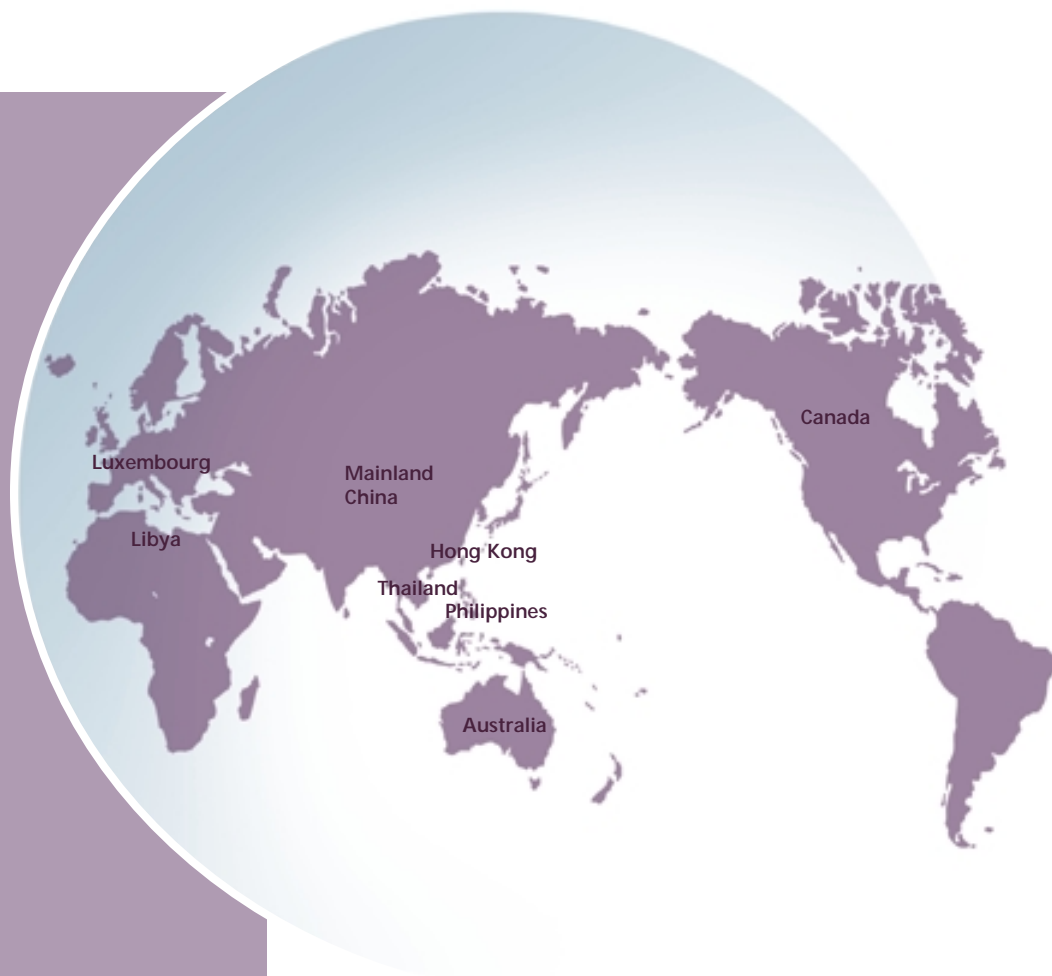 Canada
Luxembourg
Mainland
China
Libya
Hong Kong
Thailand
Philippines
Australia